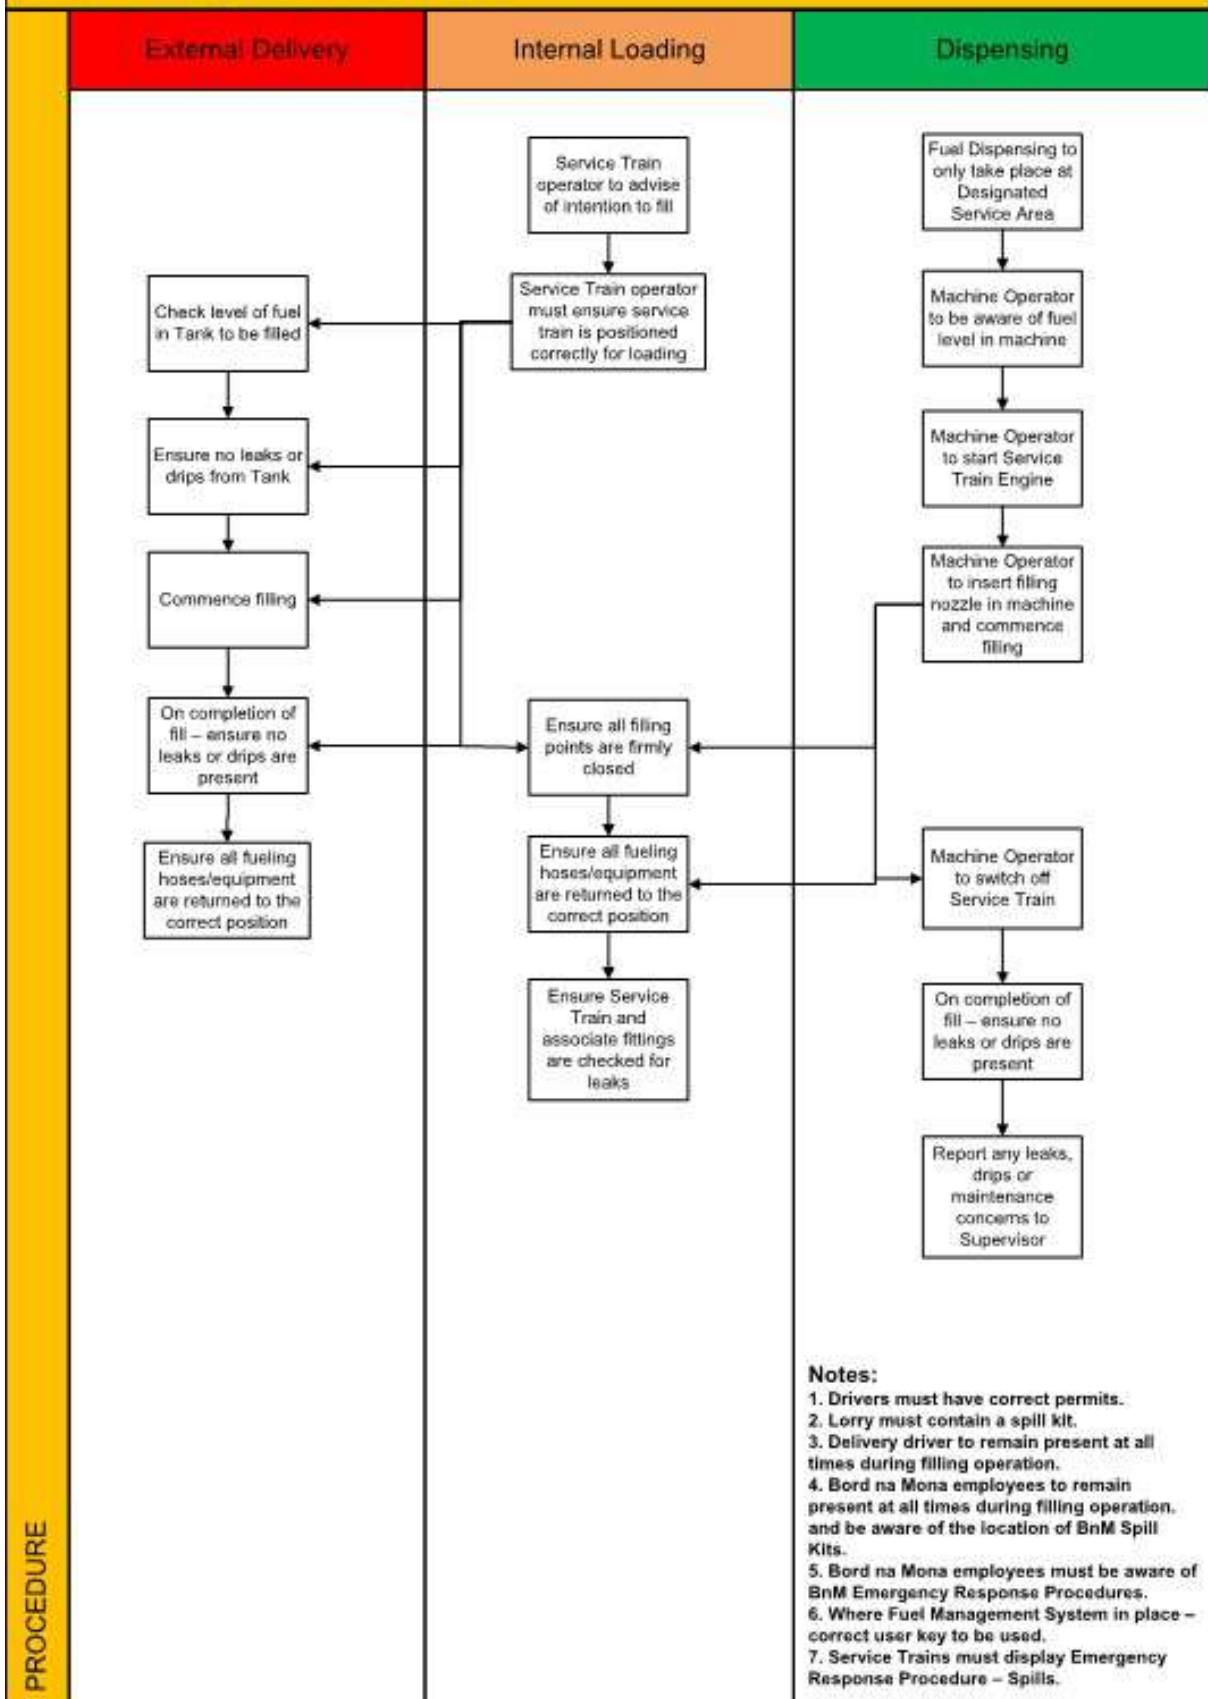 External Delivery
Internal Loading
Dispensing
Check level of fuel
in Tank to be filled
Ensure no leaks or
drips from Tank
Commence filling
On completion of
fill – ensure no
leaks or drips are
present
Ensure all fueling
hoses/equipment
are returned to the
correct position
Service Train
operator to advise
of intention to fill
Service Train operator
must ensure service
train is positioned
correctly for loading
Ensure all filling
points are firmly
closed
Ensure all fueling
hoses/equipment
are returned to the
correct position
Ensure Service
Train and
associate fittings
are checked for
leaks
Fuel Dispensing to
only take place at
Designated
Service Area
Machine Operator
to be aware of fuel
level in machine
Machine Operator
to start Service
Train Engine
Machine Operator
to insert filling
nozzle in machine
and commence
filling
Machine Operator
to switch off
Service Train
On completion of
fill – ensure no
leaks or drips are
present
Report any leaks,
drips or
maintenance
concerns to
Supervisor
Notes:
1. Drivers must have correct permits.
2. Lorry must contain a spill kit.
3. Delivery driver to remain present at all
times during filling operation.
4. Bord na Mona employees to remain
present at all times during filling operation.
and be aware of the location of BnM Spill
Kits.
5. Bord na Mona employees must be aware of
BnM Emergency Response Procedures.
6. Where Fuel Management System in place –
correct user key to be used.
7. Service Trains must display Emergency
Response Procedure – Spills.
PROCEDURE